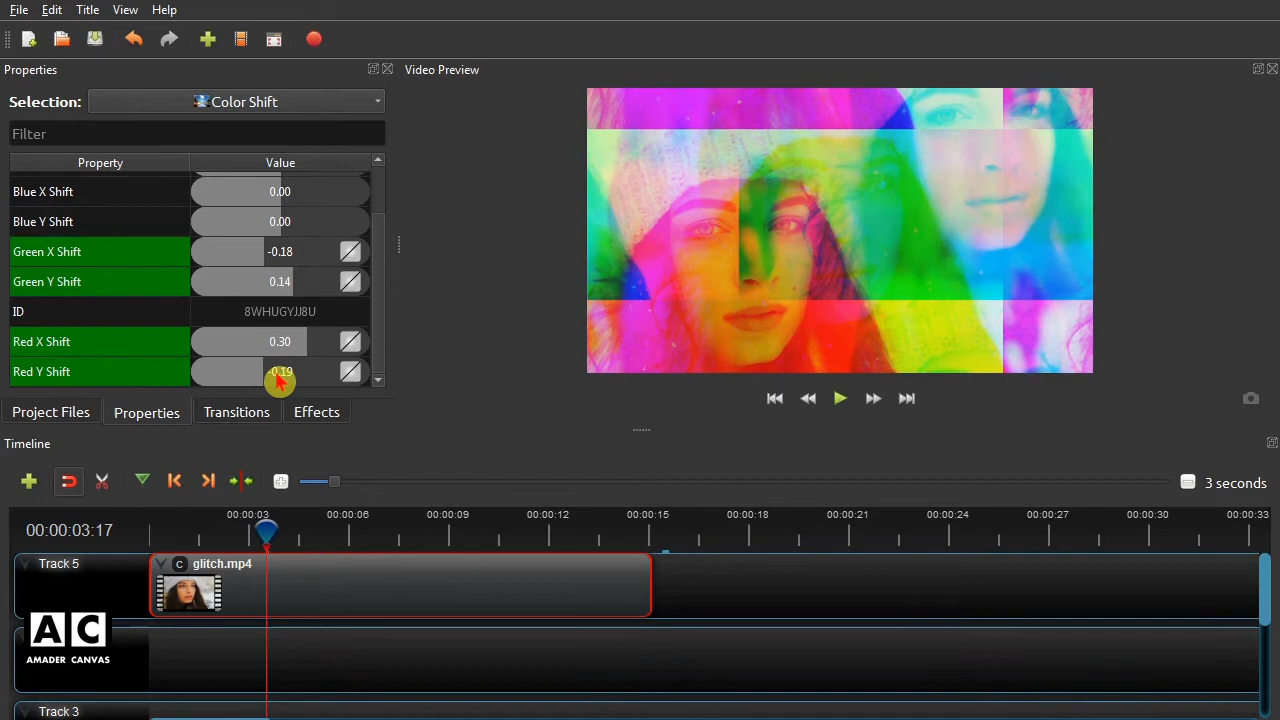 File Edit Title View Help
Properties
Video Preview
Selection: Color Shift
Filter
Property Value
Blue X Shift 0.00
Blue Y Shift 0.00
Green X Shift -0.18
Green Y Shift 0.14
ID 8WHUGYJJ8U
Red X Shift 0.30
Red Y Shift -0.19
Project Files Properties Transitions Effects
Timeline
3 seconds
00:00:03:17
00:00:03 00:00:06 00:00:09 00:00:12 00:00:15 00:00:18 00:00:21 00:00:24 00:00:27 00:00:30 00:00:33
Track 5 C glitch.mp4
AC
AMADER CANVAS
Track 3